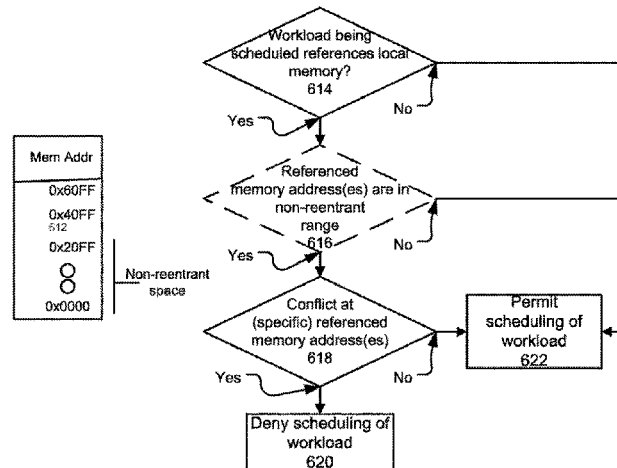 Workload being
scheduled references local
memory?
614
No
Yes
Mem Addr
0x60FF
0x40FF
512
0x20FF
0x0000
Non-reentrant
space
Referenced
memory address(es) are in
non-reentrant
range
616
No
Yes
Conflict at
(specific) referenced
memory address(es)
618
No
Yes
Permit
scheduling of
workload
622
Deny scheduling of
workload
620